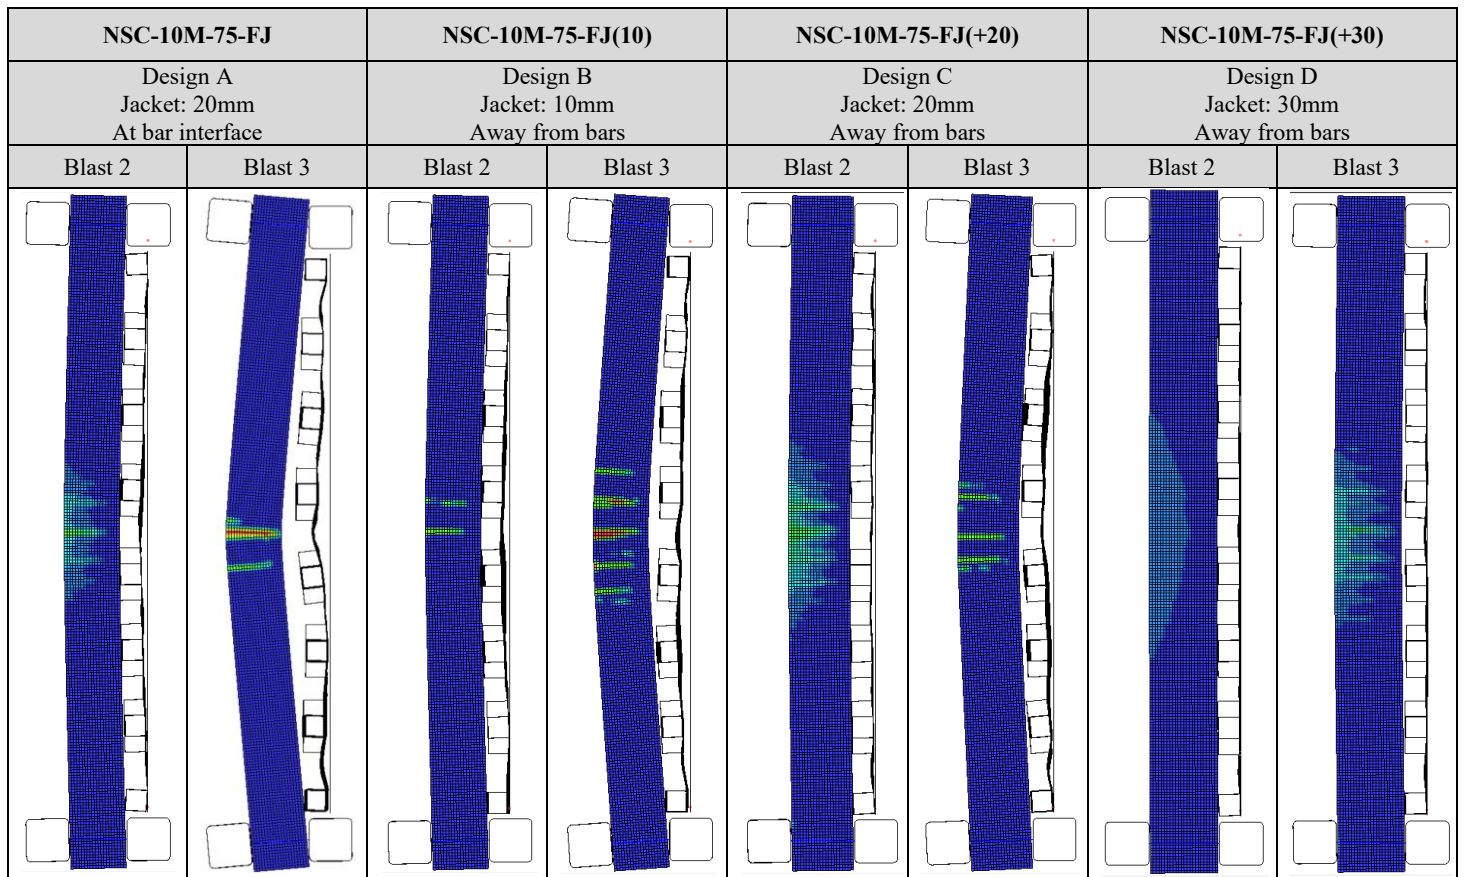 NSC-10M-75-FJ
NSC-10M-75-FJ(10)
NSC-10M-75-FJ(+20)
NSC-10M-75-FJ(+30)
Design A
Jacket: 20mm
At bar interface
Design B
Jacket: 10mm
Away from bars
Design C
Jacket: 20mm
Away from bars
Design D
Jacket: 30mm
Away from bars
Blast 2
Blast 3
Blast 2
Blast 3
Blast 2
Blast 3
Blast 2
Blast 3